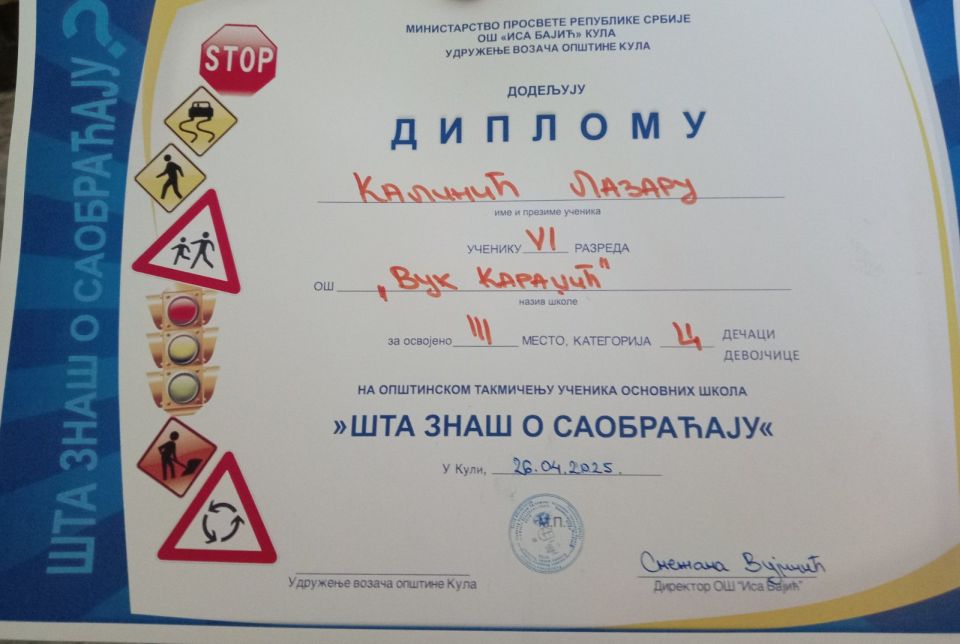 ШТА ЗНАШ О САОБРАЋАЈУ?
STOP
МИНИСТАРСТВО ПРОСВЕТЕ РЕПУБЛИКЕ СРБИЈЕ
ОШ «ИСА БАЈИЋ» КУЛА
УДРУЖЕЊЕ ВОЗАЧА ОПШТИНЕ КУЛА
ДОДЕЉУЈУ
ДИПЛОМУ
КАЛИНИЋ ЛАЗАРУ
име и презиме ученика
УЧЕНИКУ VI РАЗРЕДА
ОШ „ВУК КАРАЏИЋ"
назив школе
за освојено III МЕСТО, КАТЕГОРИЈА Ц ДЕЧАЦИ
ДЕВОЈЧИЦЕ
НА ОПШТИНСКОМ ТАКМИЧЕЊУ УЧЕНИКА ОСНОВНИХ ШКОЛА
»ШТА ЗНАШ О САОБРАЋАЈУ«
У Кули, 26.04.2025.
М.П.
Удружење возача општине Кула
Снежана Вујичић
Директор ОШ "Иса Бајић"